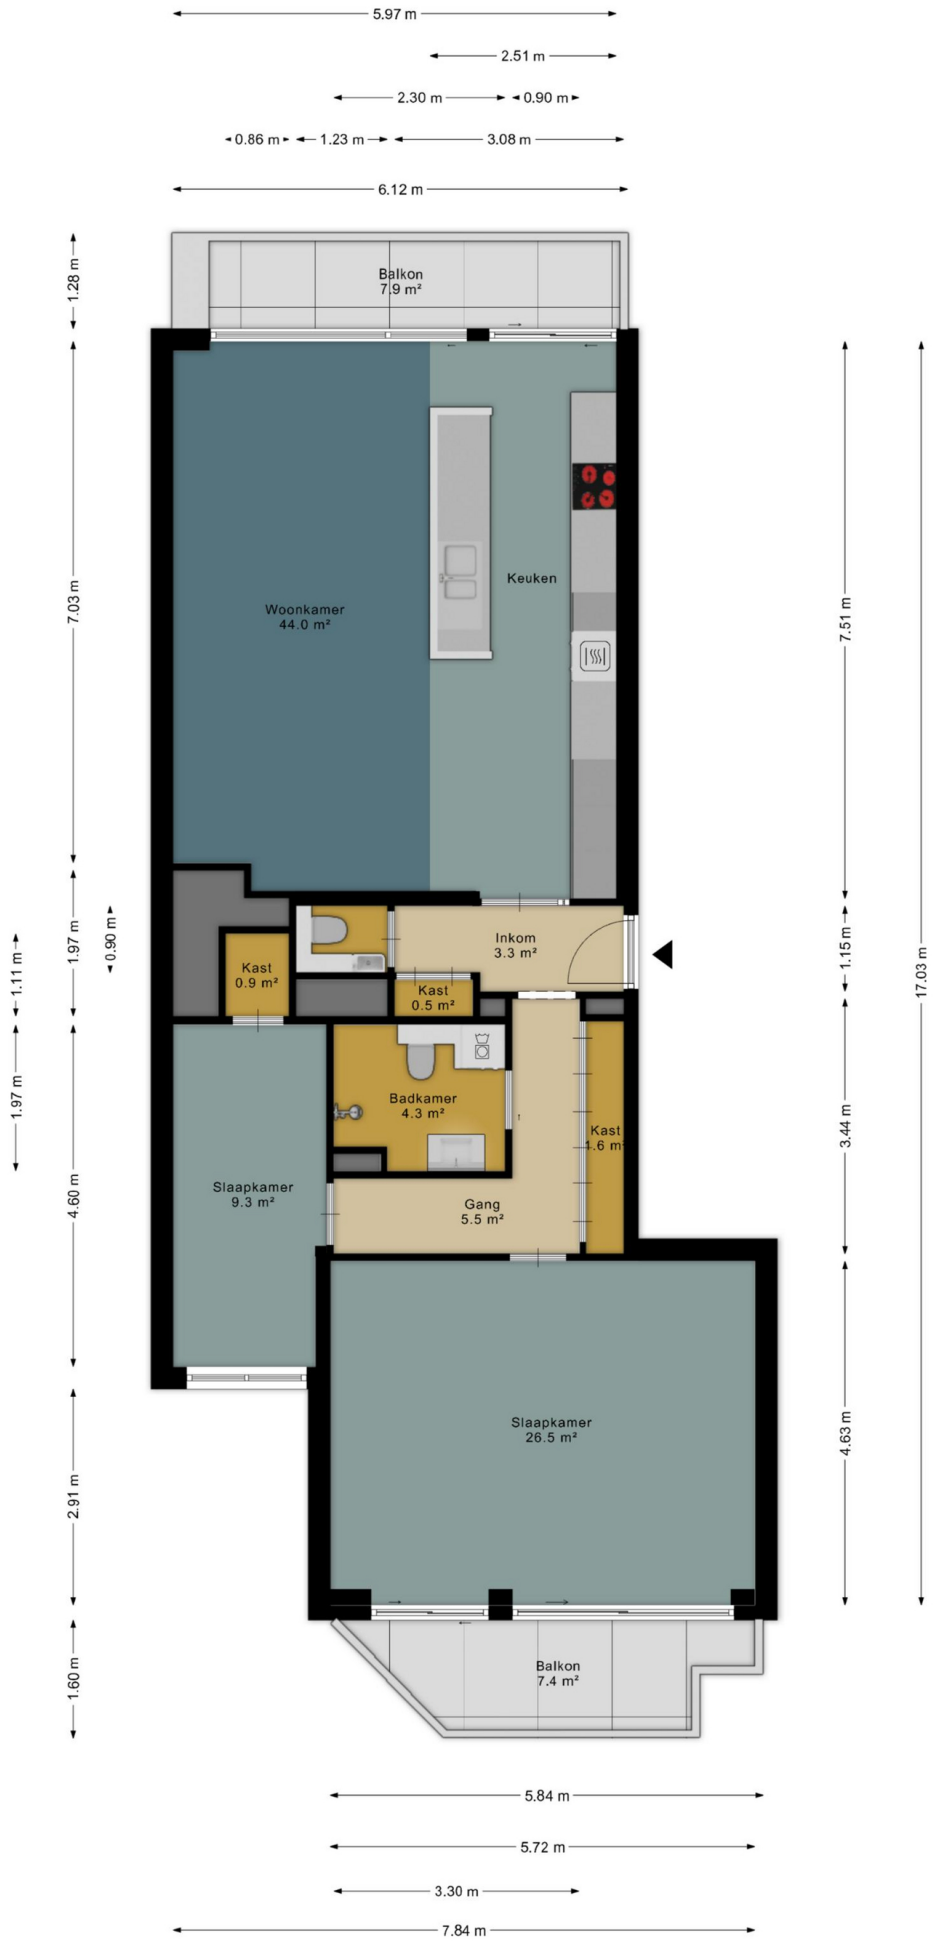 5.97 m
2.51 m
2.30 m
0.90 m
0.86 m
1.23 m
3.08 m
6.12 m
1.28 m
Balkon
7.9 m²
7.03 m
7.51 m
17.03 m
Keuken
Woonkamer
44.0 m²
1.11 m
1.97 m
0.90 m
Inkom
3.3 m²
1.15 m
Kast
0.9 m²
Kast
0.5 m²
1.97 m
4.60 m
Badkamer
4.3 m²
Kast
1.6 m²
3.44 m
Slaapkamer
9.3 m²
Gang
5.5 m²
2.91 m
Slaapkamer
26.5 m²
4.63 m
1.60 m
Balkon
7.4 m²
5.84 m
5.72 m
3.30 m
7.84 m